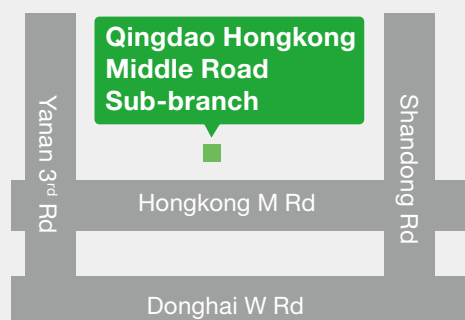 Qingdao Hongkong
Middle Road
Sub-branch
Yanan 3rd Rd
Shandong Rd
Hongkong M Rd
Donghai W Rd